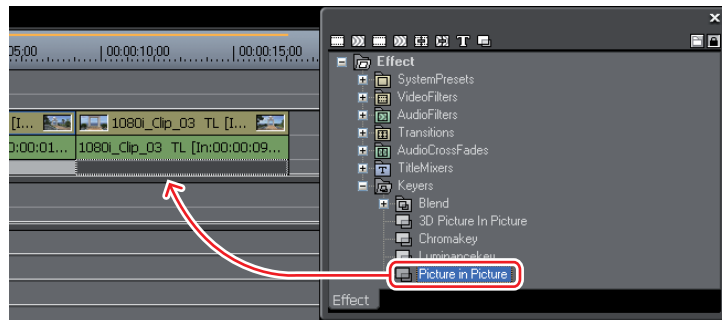 05;00 | 00:00:10;00 | 00:00:15;00
[I... 1080i_Clip_03 TL [I...
0:00:01... 1080i_Clip_03 TL [In:00:00:09...
Effect
SystemPresets
VideoFilters
AudioFilters
Transitions
AudioCrossFades
TitleMixers
Keyers
Blend
3D Picture In Picture
Chromakey
Luminancekey
Picture in Picture
Effect